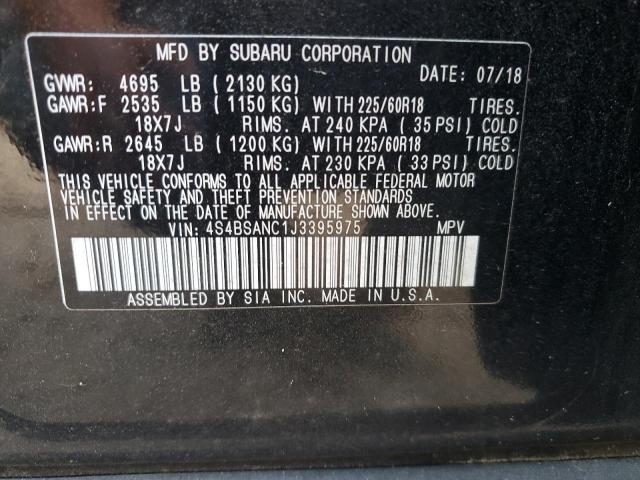 MFD BY SUBARU CORPORATION
GVWR: 4695 LB (2130 KG) DATE: 07/18
GAWR:F 2535 LB (1150 KG) WITH 225/60R18 TIRES.
18X7J RIMS. AT 240 KPA (35 PSI) COLD
GAWR:R 2645 LB (1200 KG) WITH 225/60R18 TIRES.
18X7J RIMS. AT 230 KPA (33 PSI) COLD
THIS VEHICLE CONFORMS TO ALL APPLICABLE FEDERAL MOTOR
VEHICLE SAFETY AND THEFT PREVENTION STANDARDS
IN EFFECT ON THE DATE OF MANUFACTURE SHOWN ABOVE.
VIN: 4S4BSANC1J3395975 MPV
ASSEMBLED BY SIA INC. MADE IN U.S.A.